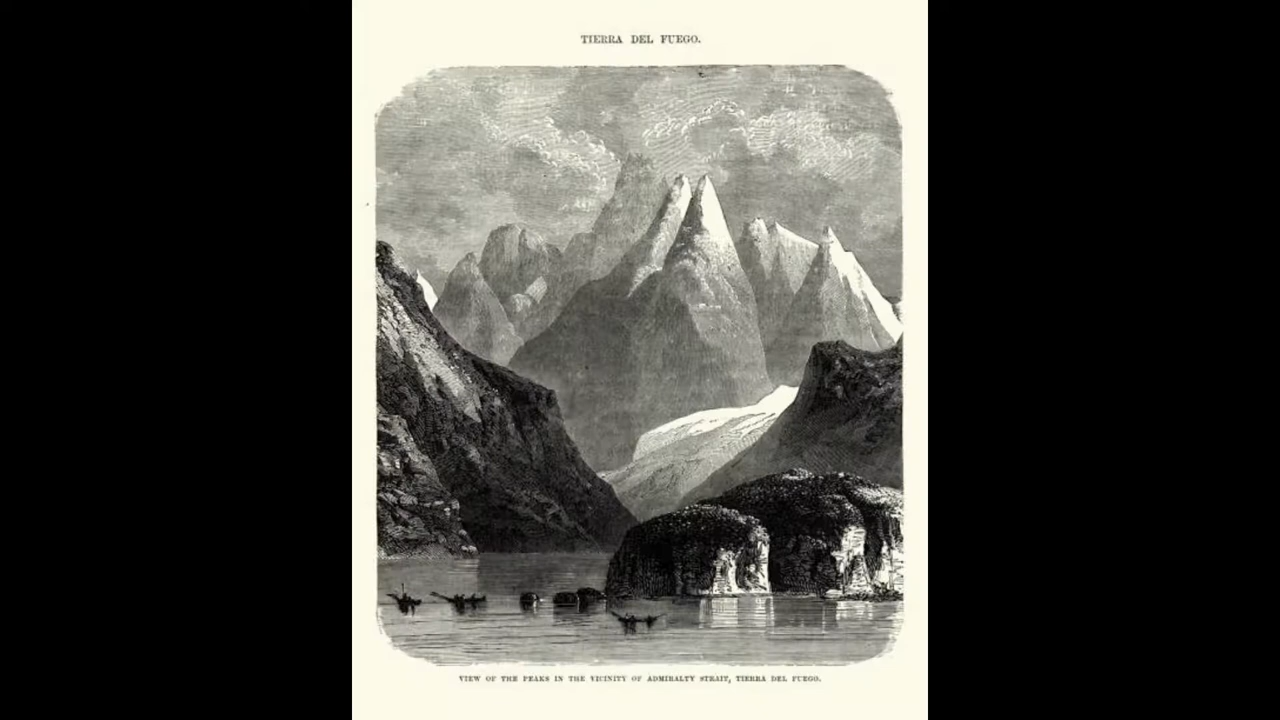 TIERRA DEL FUEGO.
VIEW OF THE PEAKS IN THE VICINITY OF ADMIRALTY STRAIT, TIERRA DEL FUEGO.